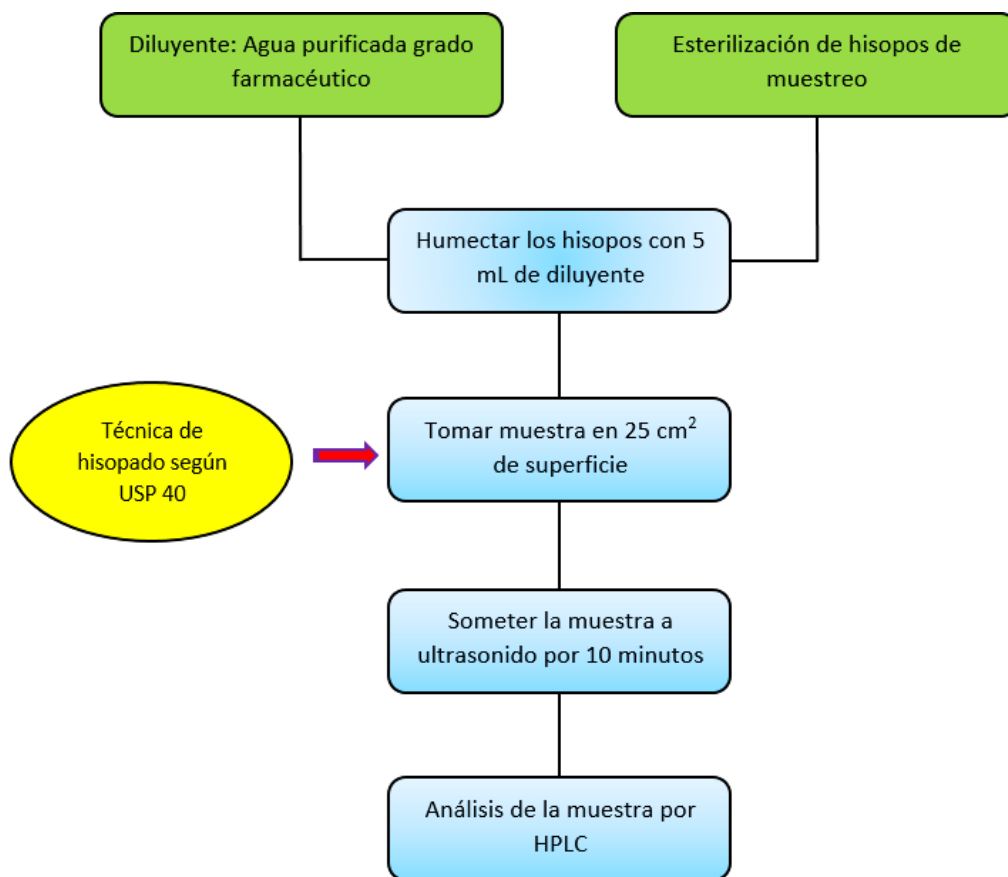 Diluyente: Agua purificada grado
farmacéutico
Esterilización de hisopos de
muestreo
Humectar los hisopos con 5
mL de diluyente
Técnica de
hisopado según
USP 40
Tomar muestra en 25 cm²
de superficie
Someter la muestra a
ultrasonido por 10 minutos
Análisis de la muestra por
HPLC